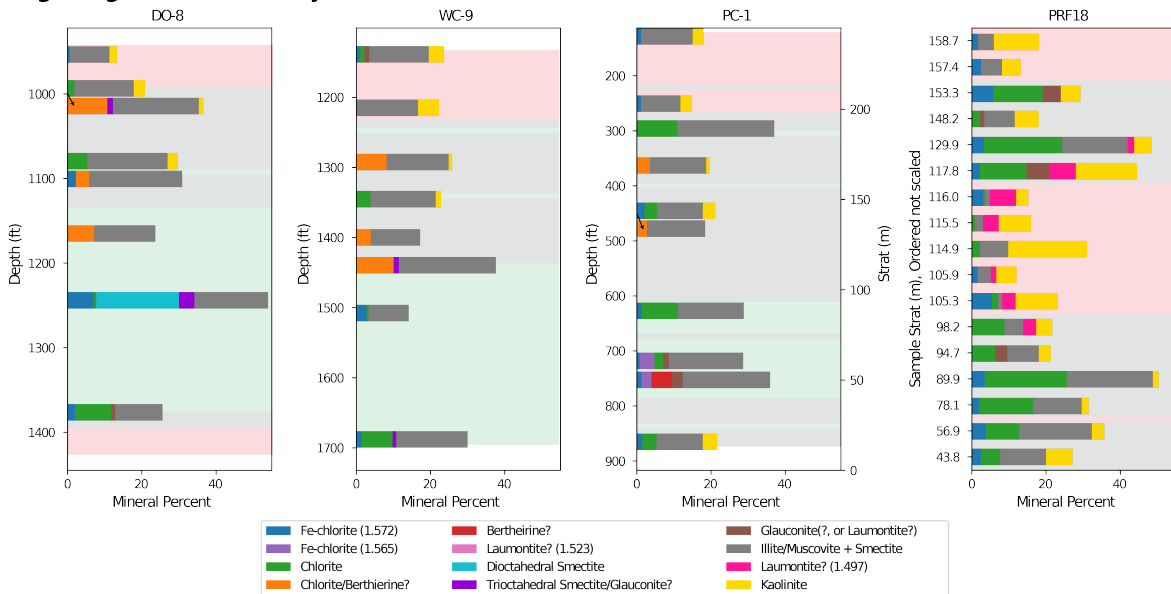 DO-8
WC-9
PC-1
PRF18
Depth (ft)
1000
1100
1200
1300
1400
0
20
40
Mineral Percent
Depth (ft)
1200
1300
1400
1500
1600
1700
0
20
40
Mineral Percent
Depth (ft)
200
300
400
500
600
700
800
900
0
20
40
Mineral Percent
Strat (m)
200
150
100
50
0
Sample Strat (m), Ordered not scaled
158.7
157.4
153.3
148.2
129.9
117.8
116.0
115.5
114.9
105.9
105.3
98.2
94.7
89.9
78.1
56.9
43.8
0
20
40
Mineral Percent
Fe-chlorite (1.572)
Fe-chlorite (1.565)
Chlorite
Chlorite/Berthierine?
Bertheirine?
Laumontite? (1.523)
Dioctahedral Smectite
Trioctahedral Smectite/Glauconite?
Glauconite(?, or Laumontite?)
Illite/Muscovite + Smectite
Laumontite? (1.497)
Kaolinite